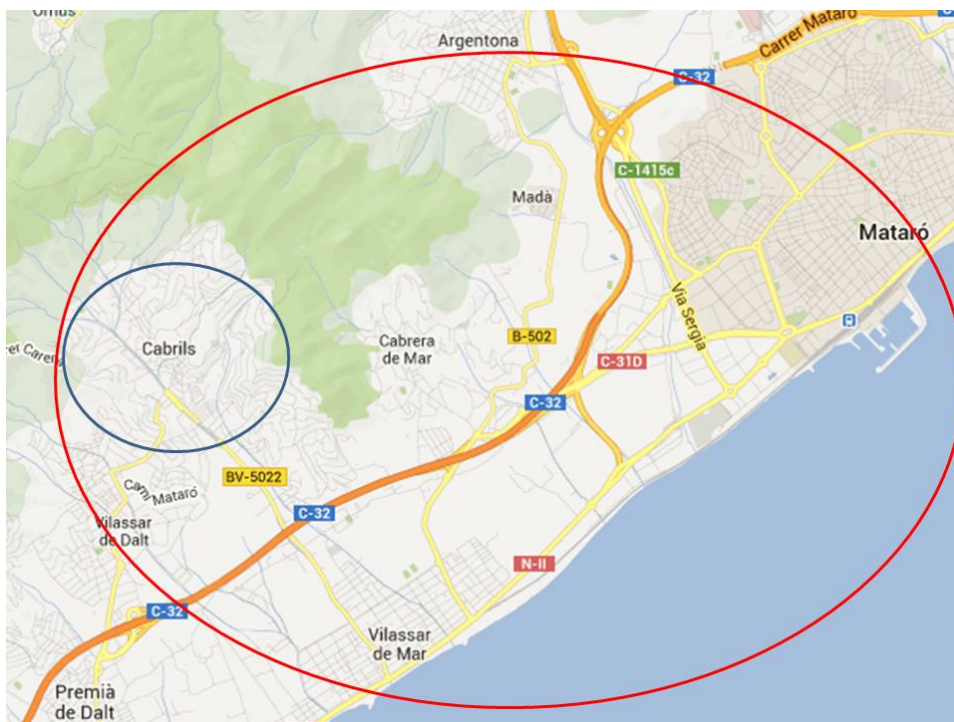 Orrius
Argentona
Carrer Mataró
C-32
C-1415c
Madà
Mataró
Via Sergia
B-502
Cabrils
Cabrera
de Mar
C-31D
C-32
BV-5022
Camí Mataró
C-32
Vilassar
de Dalt
N-II
C-32
Vilassar
de Mar
Premià
de Dalt